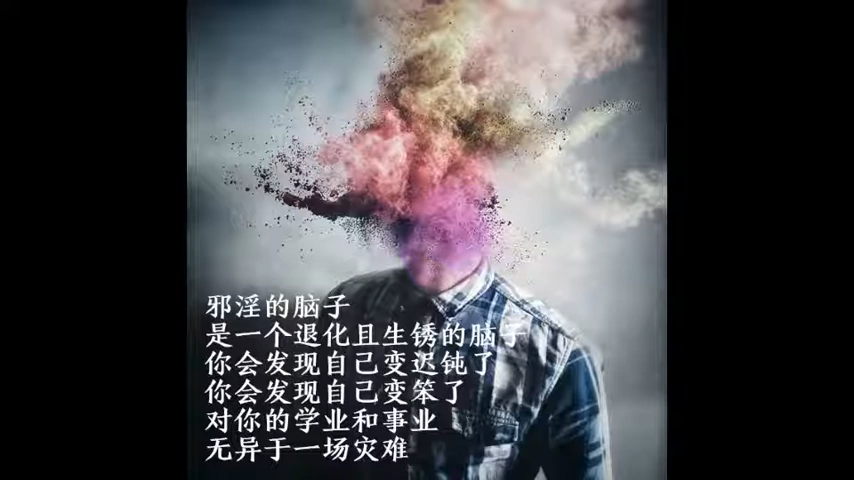 邪淫的脑子
是一个退化且生锈的脑子
你会发现自己变迟钝了
你会发现自己变笨了
对你的学业和事业
无异于一场灾难